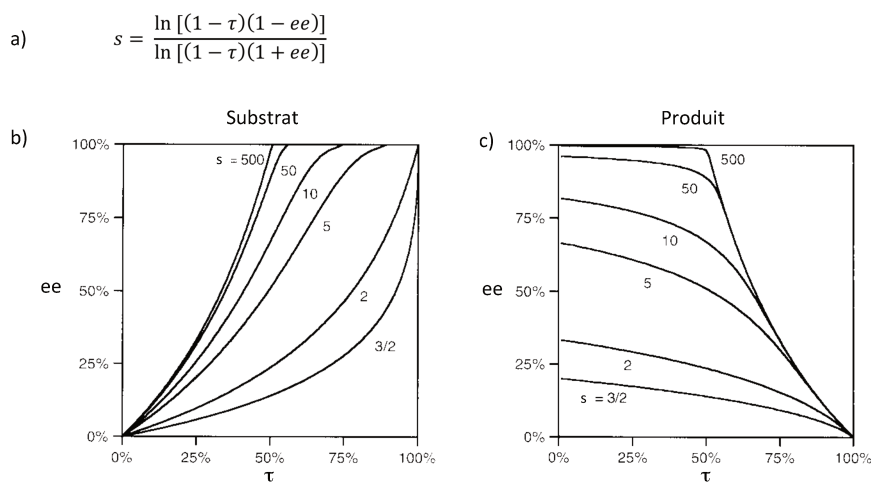 a)
s = ln [(1 − τ)(1 − ee)] / ln [(1 − τ)(1 + ee)]
b)
Substrat
100%
75%
50%
25%
0%
ee
s = 500
50
10
5
2
3/2
0% 25% 50% 75% 100%
τ
c)
Produit
100%
75%
50%
25%
0%
ee
500
50
10
5
2
s = 3/2
0% 25% 50% 75% 100%
τ